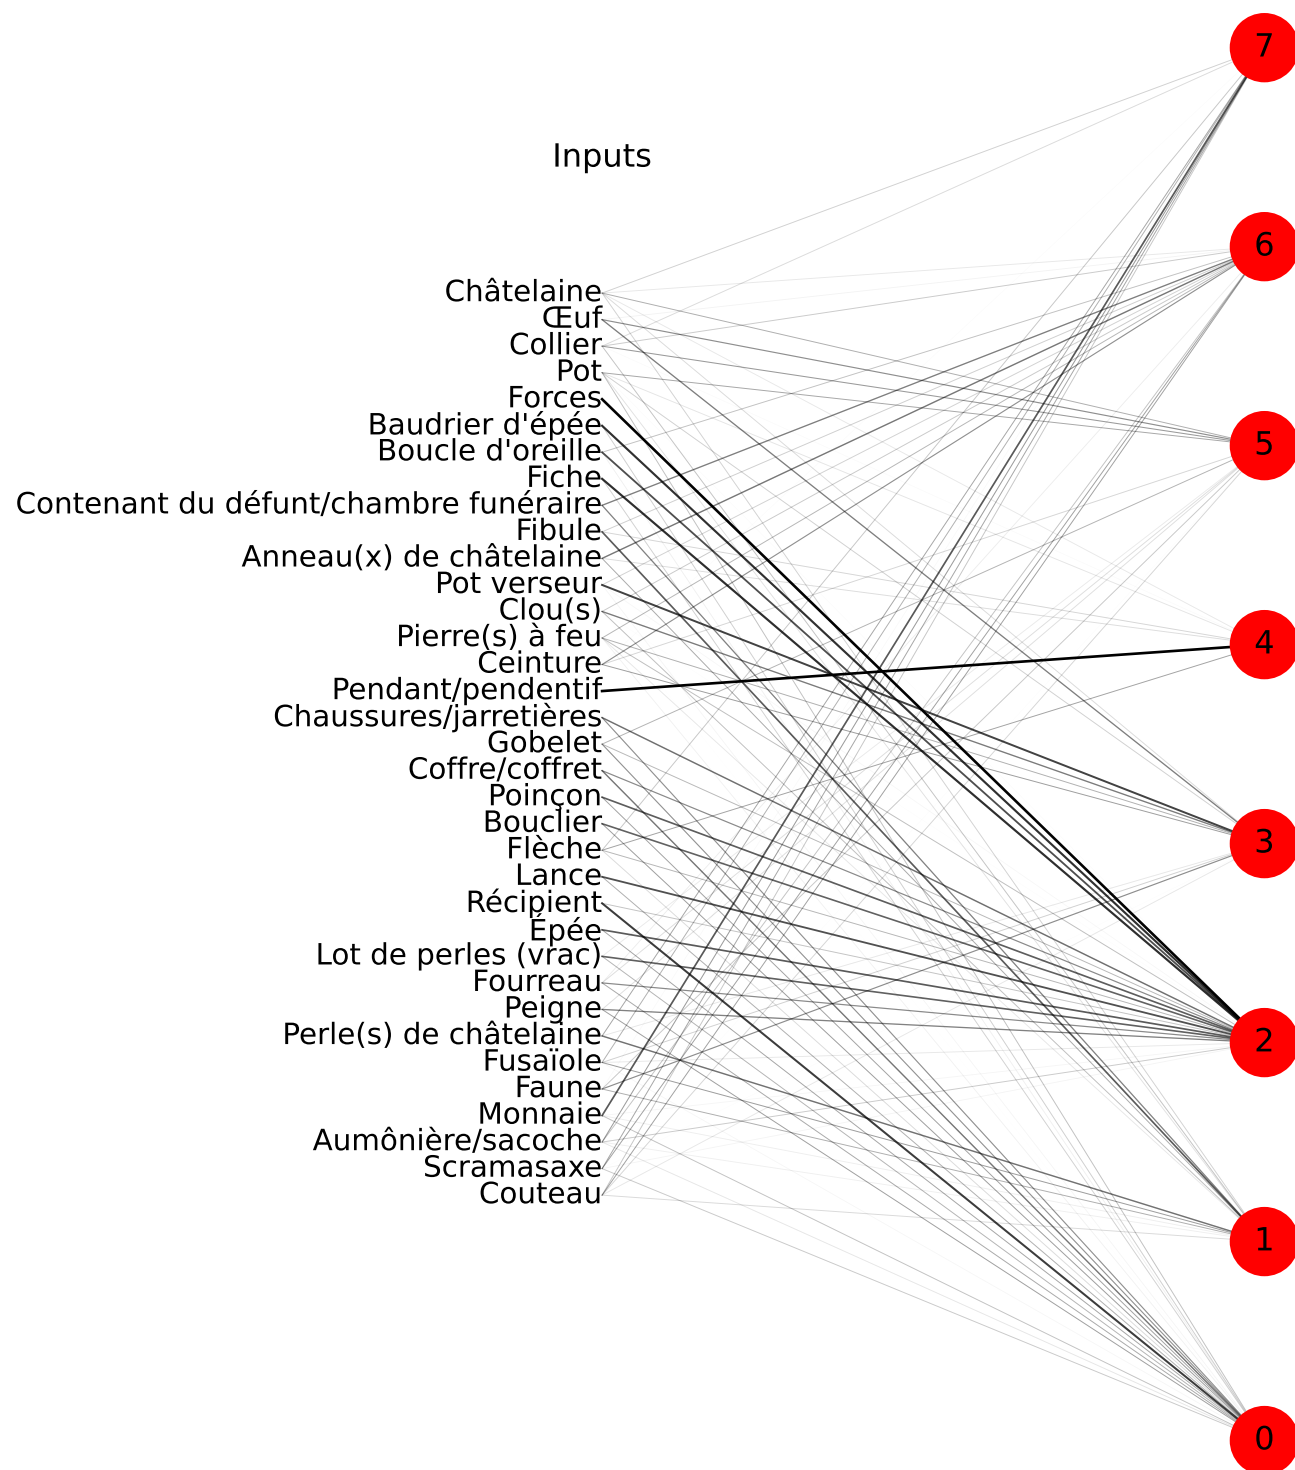 7
Inputs
6
Châtelaine
Œuf
Collier
Pot
Forces
Baudrier d'épée
5
Boucle d'oreille
Fiche
Contenant du défunt/chambre funéraire
Fibule
Anneau(x) de châtelaine
Pot verseur
Clou(s)
Pierre(s) à feu
4
Ceinture
Pendant/pendentif
Chaussures/jarretières
Gobelet
Coffre/coffret
Poinçon
Bouclier
3
Flèche
Lance
Récipient
Épée
Lot de perles (vrac)
Fourreau
Peigne
Perle(s) de châtelaine
2
Fusaïole
Faune
Monnaie
Aumônière/sacoche
Scramasaxe
Couteau
1
0